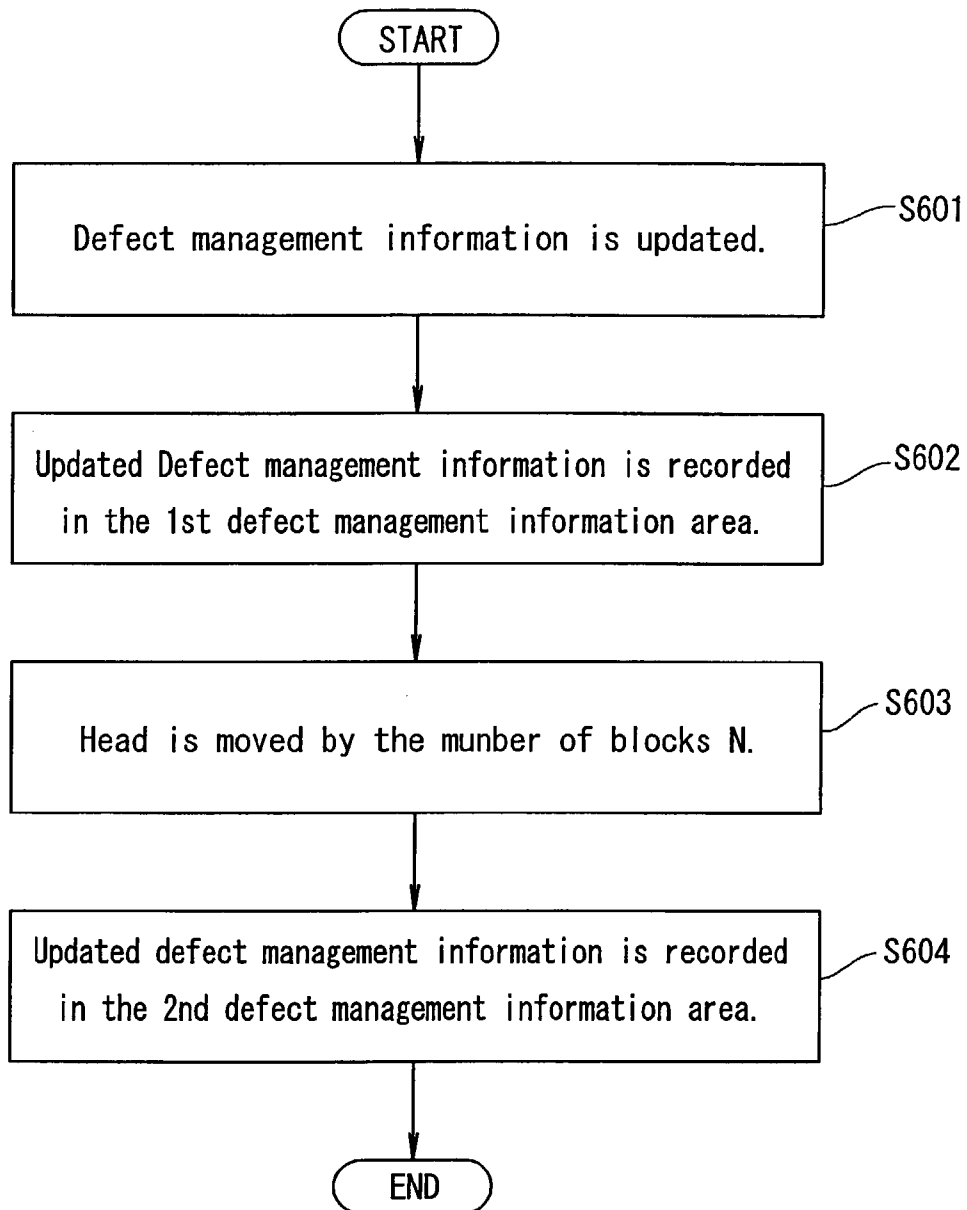 START
Defect management information is updated.
S601
Updated Defect management information is recorded
in the 1st defect management information area.
S602
Head is moved by the munber of blocks N.
S603
Updated defect management information is recorded
in the 2nd defect management information area.
S604
END